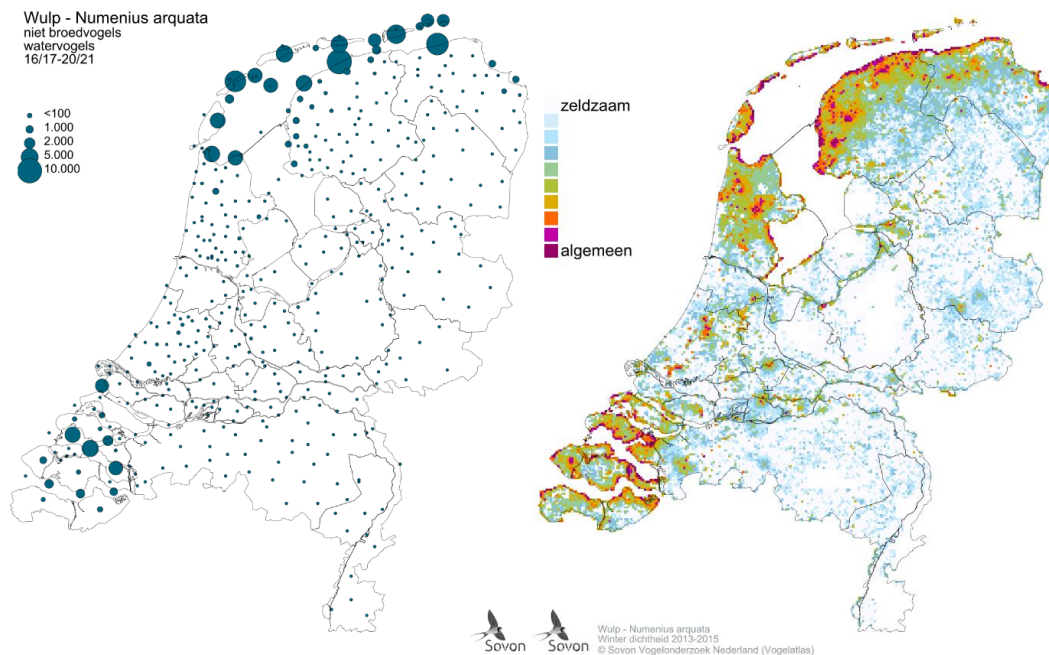 Wulp - Numenius arquata
niet broedvogels
watervogels
16/17-20/21
<100
1.000
2.000
5.000
10.000
zeldzaam
algemeen
Sovon
Sovon
Wulp - Numenius arquata
Winter dichtheid 2013-2015
© Sovon Vogelonderzoek Nederland (Vogelatlas)